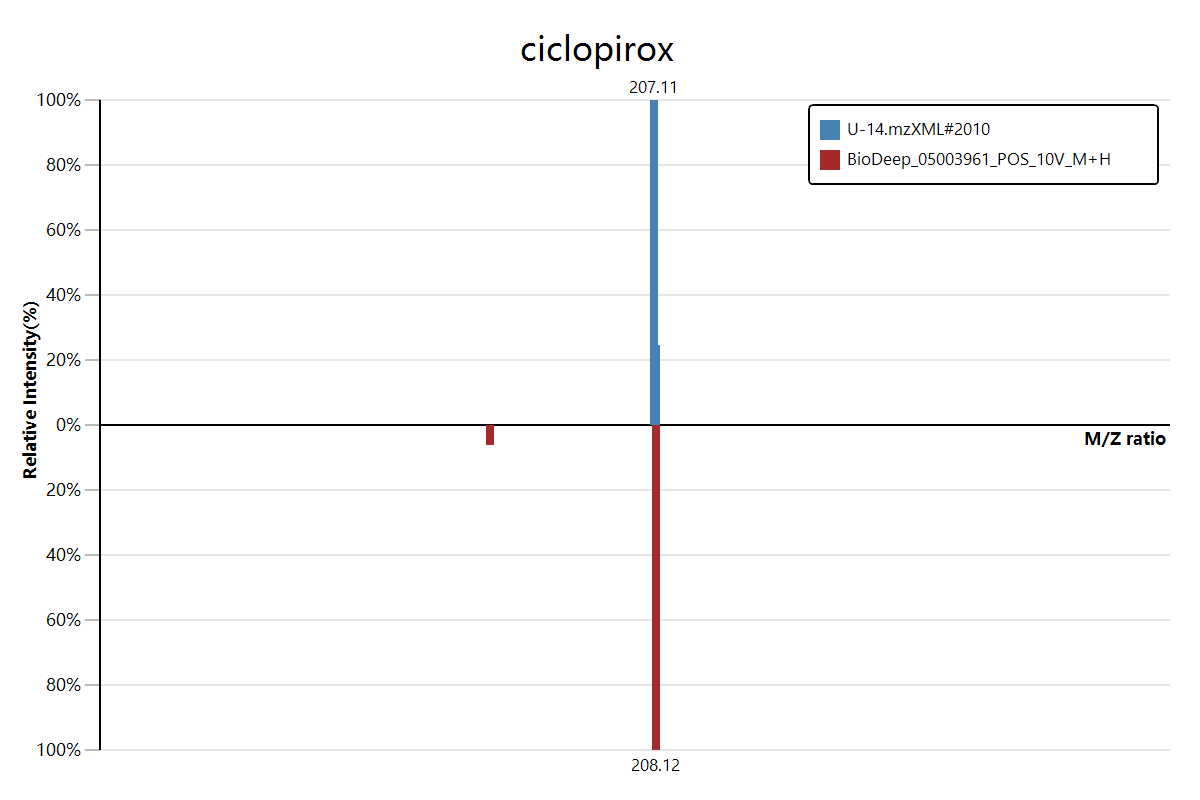 ciclopirox
207.11
U-14.mzXML#2010
BioDeep_05003961_POS_10V_M+H
100%
80%
60%
40%
20%
0%
20%
40%
60%
80%
100%
Relative Intensity(%)
M/Z ratio
208.12